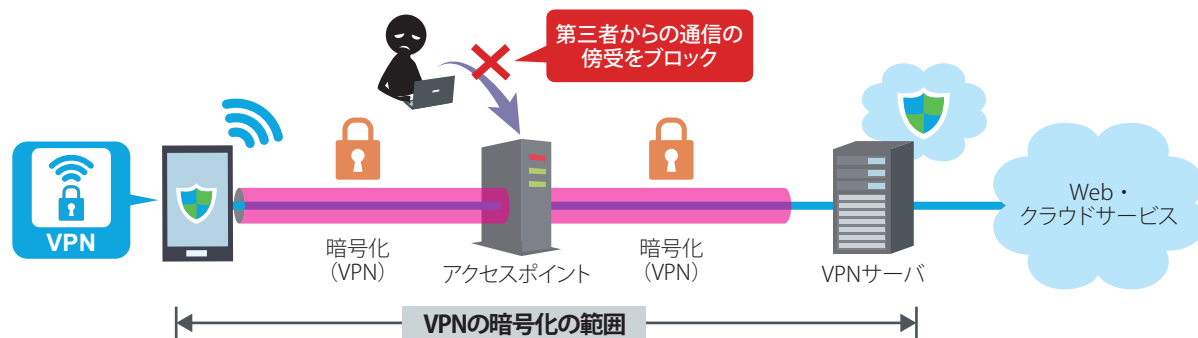 第三者からの通信の
傍受をブロック
VPN
暗号化
（VPN）
アクセスポイント
暗号化
（VPN）
VPNサーバ
Web・
クラウドサービス
VPNの暗号化の範囲